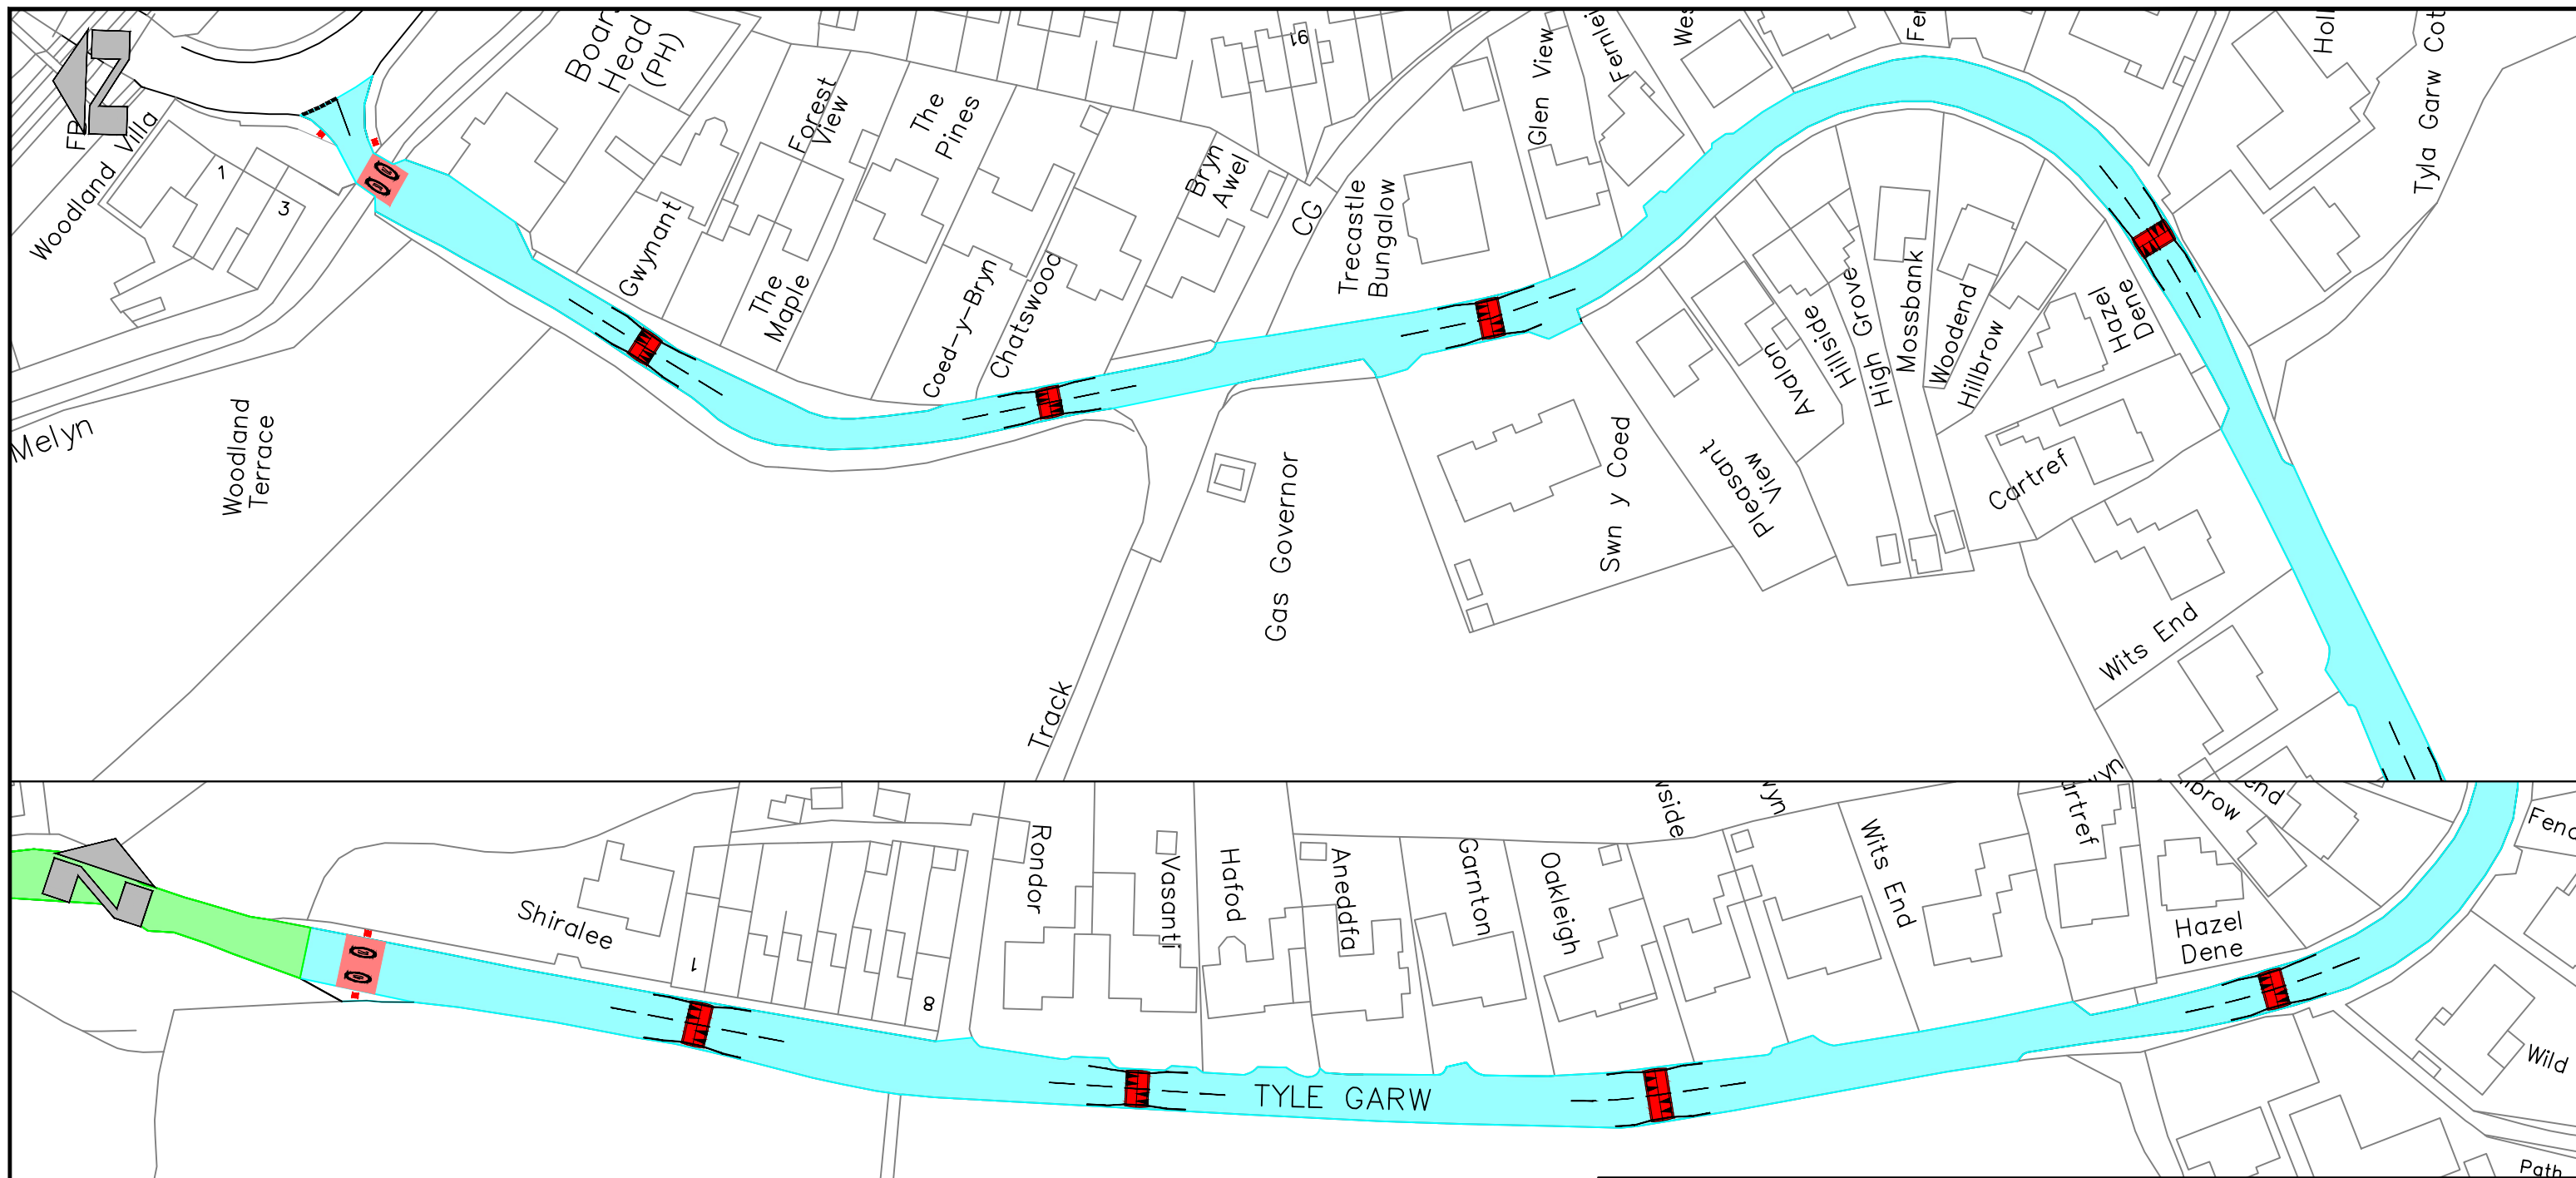 Boar
Head
(PH)
FB
Woodland Villa
1
3
Forest
View
The
Pines
Bryn
Awel
16
CG
Glen View
Tyla Garw Cot
Gwynant
The
Maple
Coed-y-Bryn
Chatswood
Trecastle
Bungalow
Melyn
Woodland
Terrace
Track
Gas Governor
Swn y Coed
Pleasant
View
Avalon
Hillside
High Grove
Mossbank
Woodend
Hillbrow
Hazel
Dene
Cartref
Wits End
Shiralee
1
8
Rondor
Vasanti
Hafod
Aneddfa
Garnton
Oakleigh
Wits End
Hazel
Dene
TYLE GARW
Wild
Path